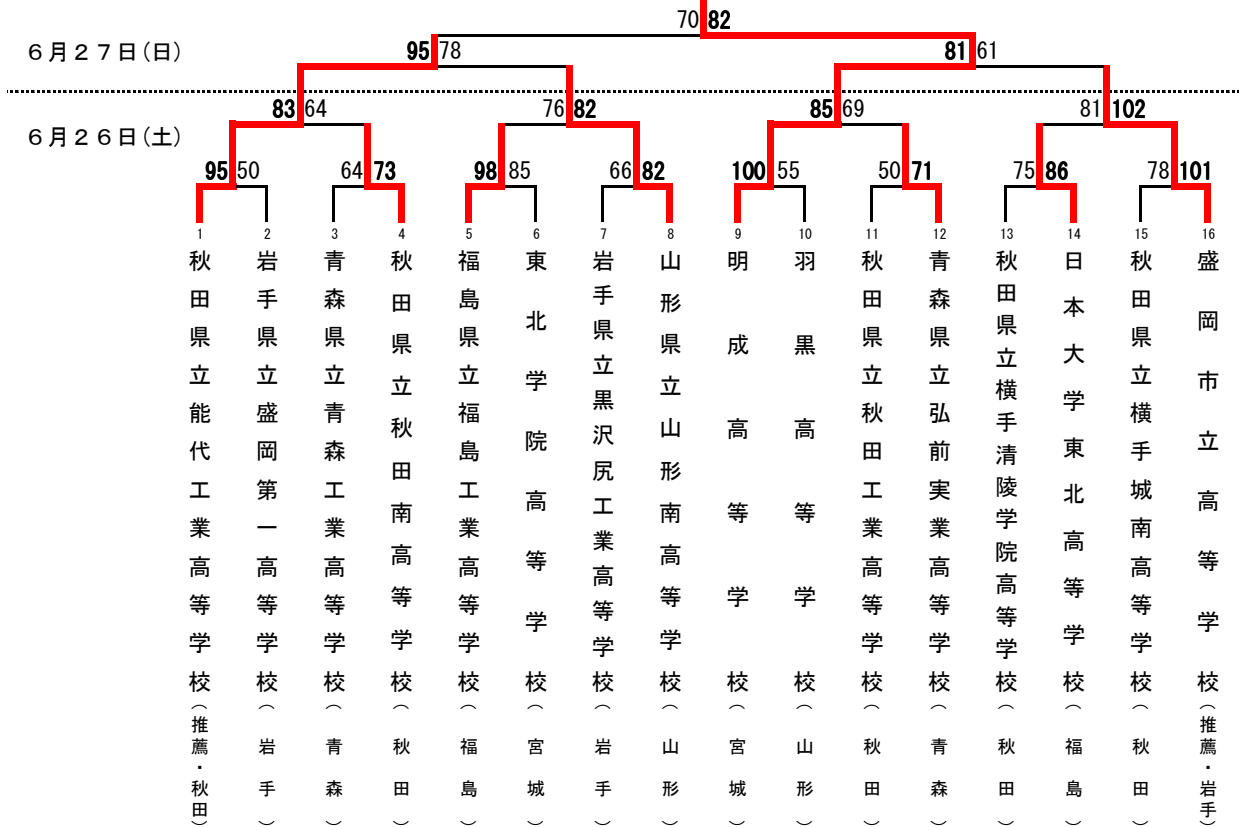 70 82
6月27日(日)
95 78 81 61
83 64 76 82 85 69 81 102
6月26日(土)
95 50 64 73 98 85 66 82 100 55 50 71 75 86 78 101
1 2 3 4 5 6 7 8 9 10 11 12 13 14 15 16
秋田県立能代工業高等学校(推薦・秋田)
岩手県立盛岡第一高等学校(岩手)
青森県立青森工業高等学校(青森)
秋田県立秋田南高等学校(秋田)
福島県立福島工業高等学校(福島)
東北学院高等学校(宮城)
岩手県立黒沢尻工業高等学校(岩手)
山形県立山形南高等学校(山形)
明成高等学校(宮城)
羽黒高等学校(山形)
秋田県立秋田工業高等学校(秋田)
青森県立弘前実業高等学校(青森)
秋田県立横手清陵学院高等学校(秋田)
日本大学東北高等学校(福島)
秋田県立横手城南高等学校(秋田)
盛岡市立高等学校(推薦・岩手)